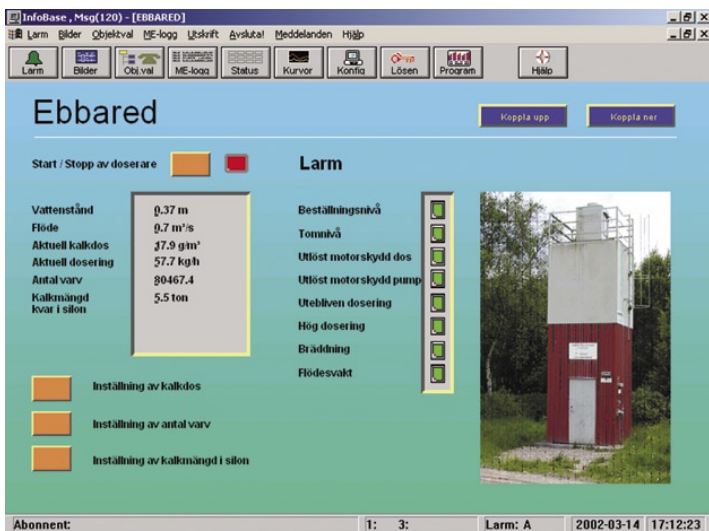 InfoBase , Msg(120) - [EBBARED]
Larm Bilder Objektval ME-logg Utskrift Avsluta! Meddelanden Hjälp
Larm Bilder Obj.val ME-logg Status Kurvor Konfig Lösen Program Hjälp
Ebbared
Koppla upp Koppla ner
Start / Stopp av doserare
Larm
Vattenstånd 0.37 m
Flöde 0.7 m³/s
Aktuell kalkdos 17.9 g/m³
Aktuell dosering 57.7 kg/h
Antal varv 80467.4
Kalkmängd kvar i silon 5.5 ton
Beställningsnivå
Tomnivå
Utlöst motorskydd dos
Utlöst motorskydd pump
Utebliven dosering
Hög dosering
Bräddning
Flödesvakt
Inställning av kalkdos
Inställning av antal varv
Inställning av kalkmängd i silon
Abonnent: 1: 3: Larm: A 2002-03-14 17:12:23